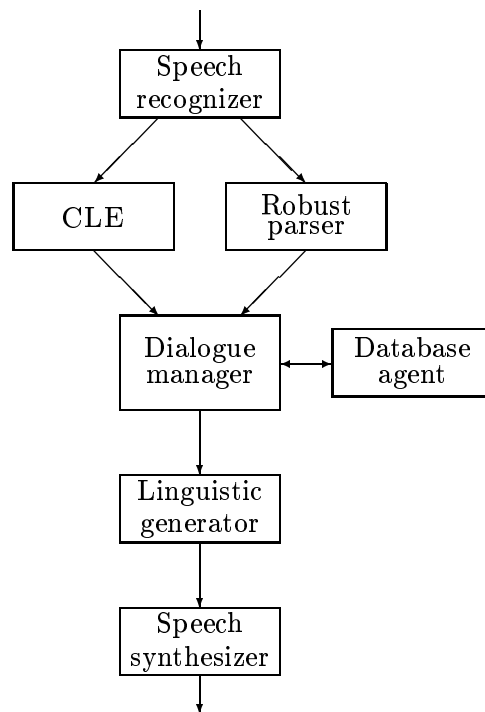 Speech
recognizer
CLE
Robust
parser
Dialogue
manager
Database
agent
Linguistic
generator
Speech
synthesizer